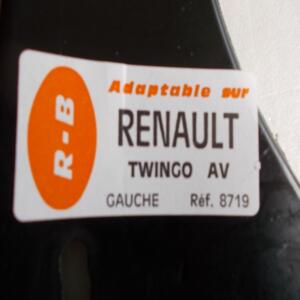 R-B
Adaptable sur
RENAULT
TWINGO AV
GAUCHE Réf. 8719